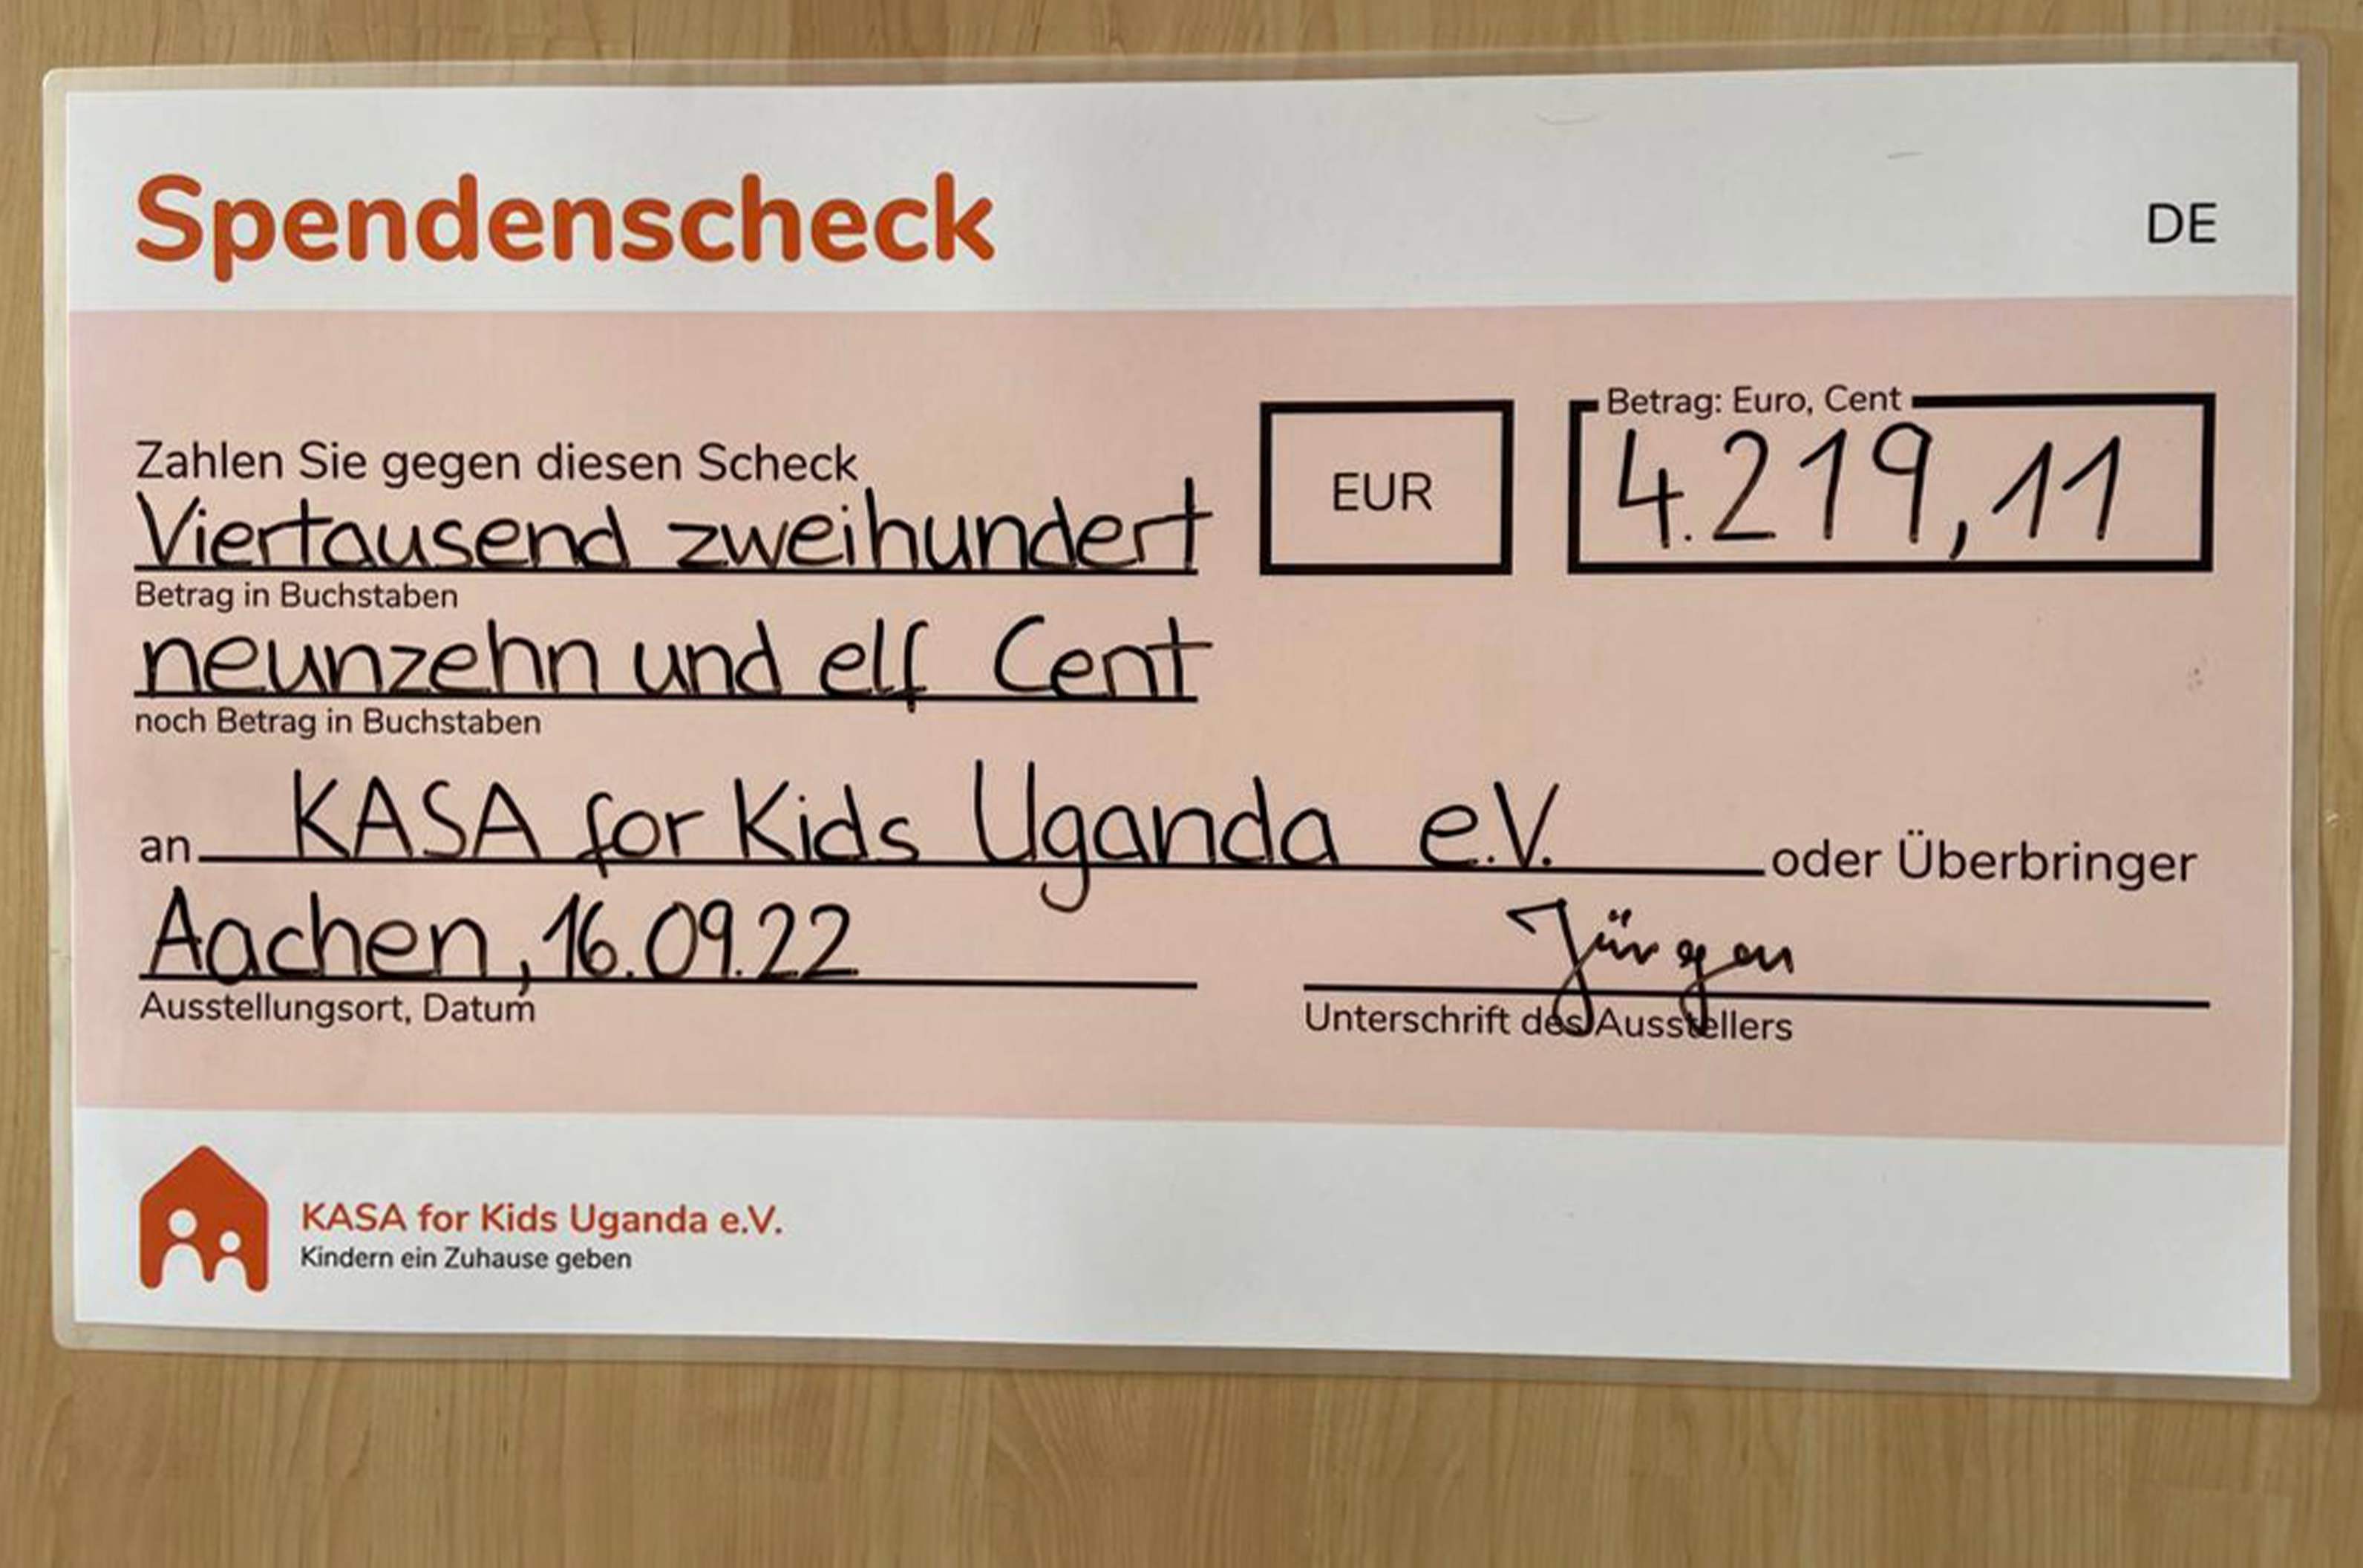 Spendenscheck
DE
Zahlen Sie gegen diesen Scheck
Viertausend zweihundert
Betrag in Buchstaben
EUR
Betrag: Euro, Cent
4.219,11
neunzehn und elf Cent
noch Betrag in Buchstaben
an KASA for Kids Uganda e.V. oder Überbringer
Aachen, 16.09.22
Ausstellungsort, Datum
Jürgen
Unterschrift des Ausstellers
KASA for Kids Uganda e.V.
Kindern ein Zuhause geben